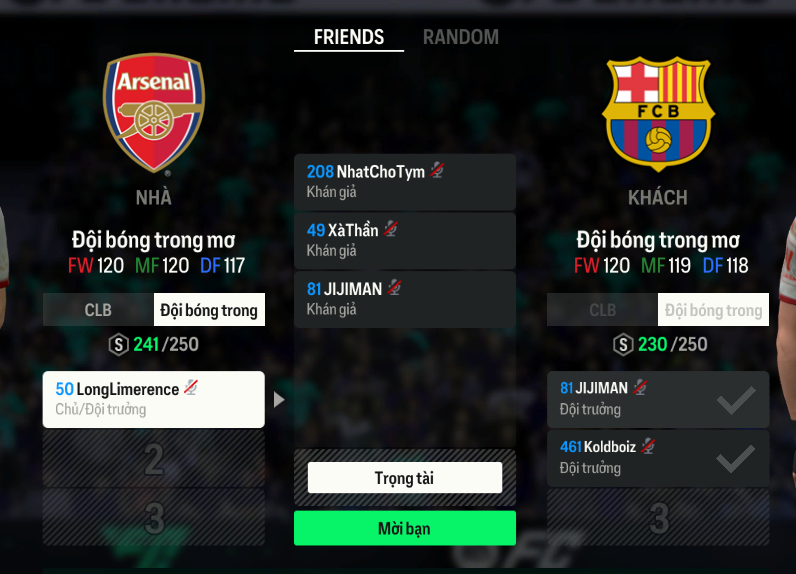 FRIENDS RANDOM
Arsenal
FCB
NHÀ
KHÁCH
Đội bóng trong mơ
FW 120 MF 120 DF 117
CLB Đội bóng trong
S 241/250
50 LongLimerence
Chủ/Đội trưởng
2
3
208 NhatChoTym
Khán giả
49 XàThần
Khán giả
81 JIJIMAN
Khán giả
Trọng tài
Mời bạn
Đội bóng trong mơ
FW 120 MF 119 DF 118
CLB Đội bóng trong
S 230/250
81 JIJIMAN
Đội trưởng
461 Koldboiz
Đội trưởng
3
FC